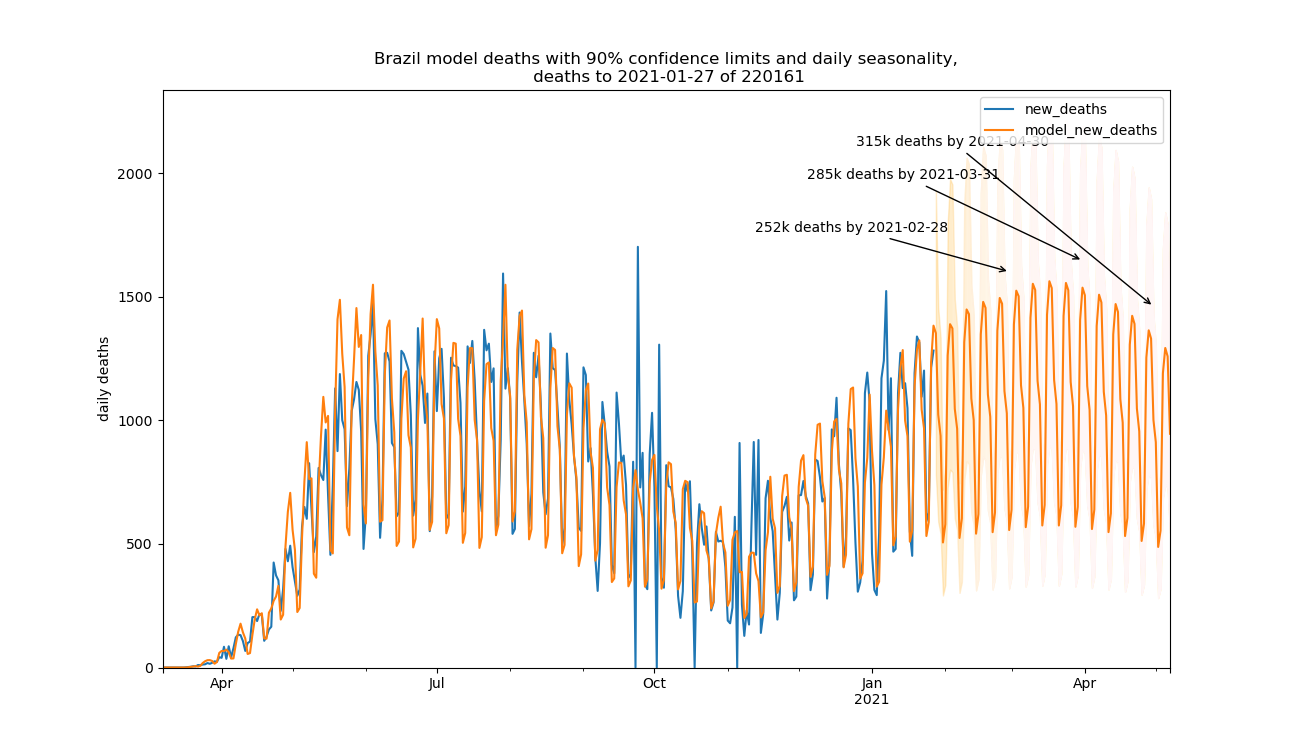 Brazil model deaths with 90% confidence limits and daily seasonality,
deaths to 2021-01-27 of 220161
new_deaths
model_new_deaths
315k deaths by 2021-04-30
285k deaths by 2021-03-31
252k deaths by 2021-02-28
daily deaths
2000
1500
1000
500
0
Apr
Jul
Oct
Jan
2021
Apr